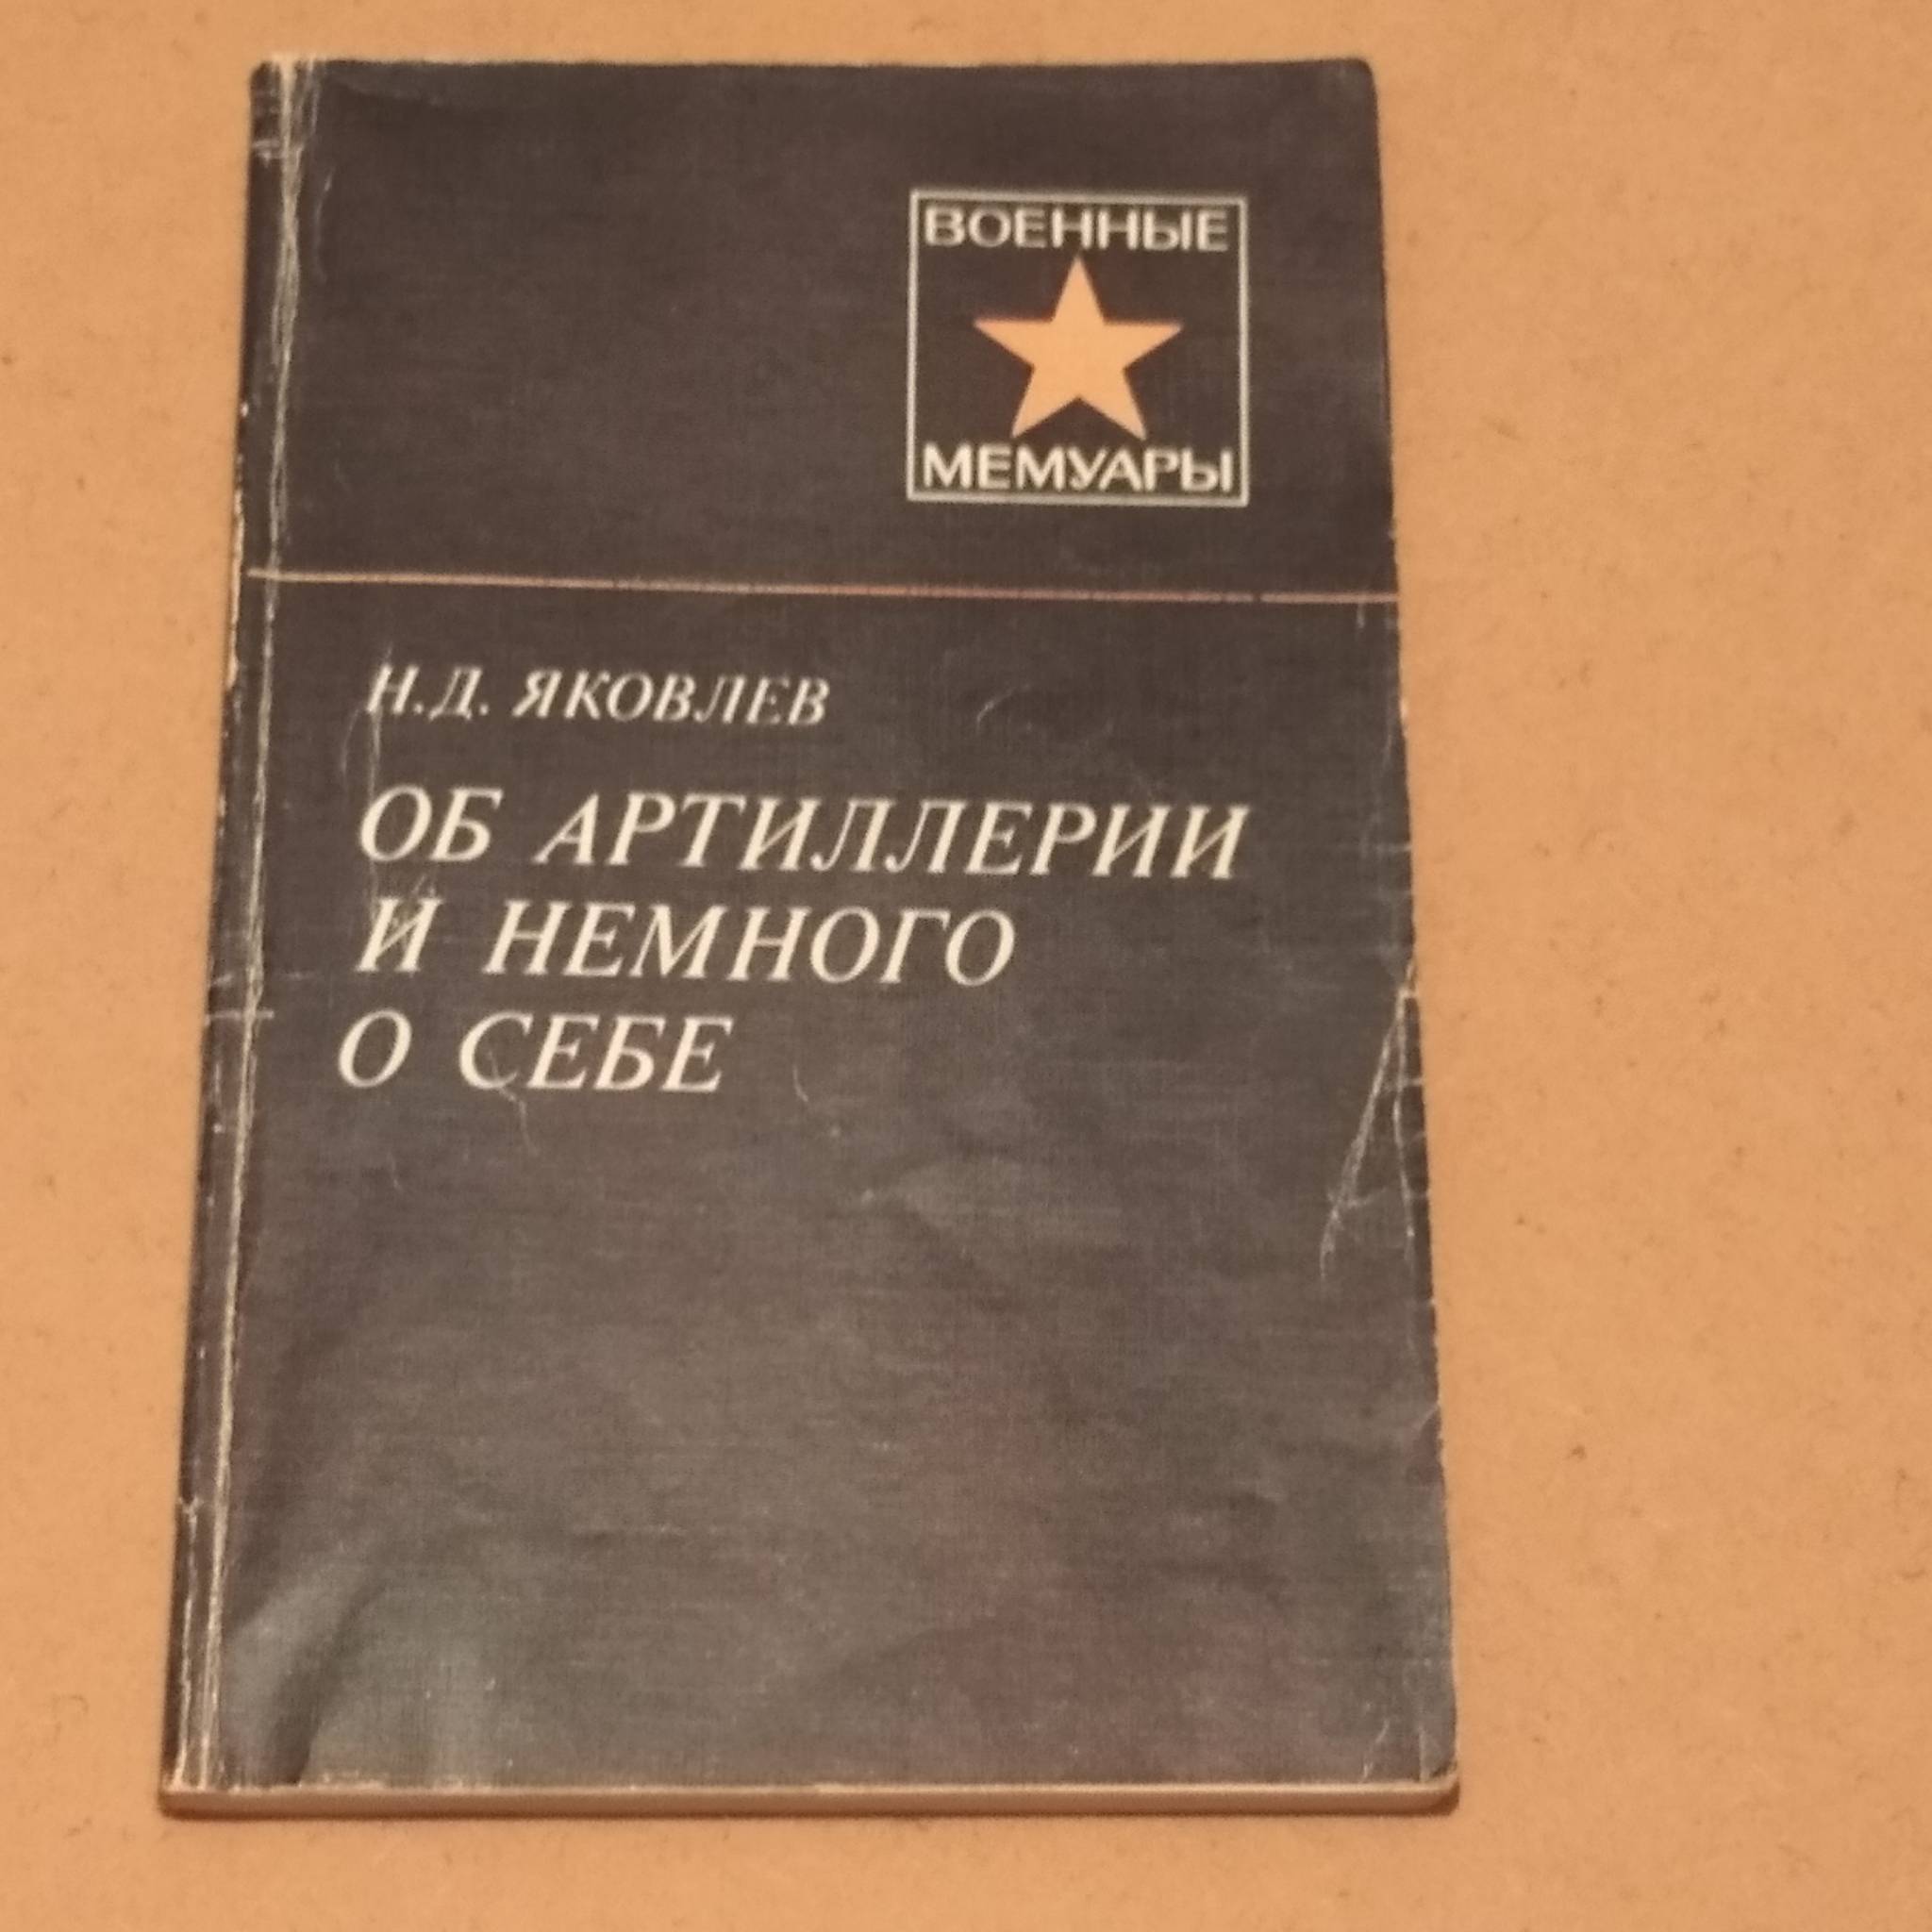 ВОЕННЫЕ
МЕМУАРЫ
Н.Д. ЯКОВЛЕВ
ОБ АРТИЛЛЕРИИ
И НЕМНОГО
О СЕБЕ